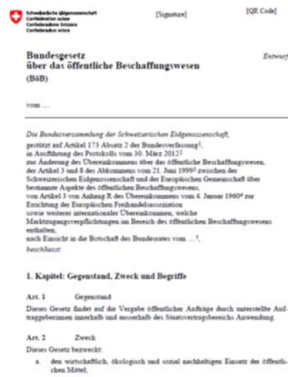 Schweizerische Eidgenossenschaft
Confédération suisse
Confederazione Svizzera
Confederaziun svizra
[Signature]
[QR Code]
Bundesgesetz
über das öffentliche Beschaffungswesen
(BöB)
Entwurf
vom …
Die Bundesversammlung der Schweizerischen Eidgenossenschaft,
gestützt auf Artikel 173 Absatz 2 der Bundesverfassung¹,
in Ausführung des Protokolls vom 30. März 2012²
zur Änderung des Übereinkommens über das öffentliche Beschaffungswesen,
der Artikel 3 und 8 des Abkommens vom 21. Juni 1999³ zwischen der
Schweizerischen Eidgenossenschaft und der Europäischen Gemeinschaft über
bestimmte Aspekte des öffentlichen Beschaffungswesens,
von Artikel 3 von Anhang R des Übereinkommens vom 4. Januar 1960⁴ zur
Errichtung der Europäischen Freihandelsassoziation
sowie weiterer internationaler Übereinkommen, welche
Marktzugangsverpflichtungen im Bereich des öffentlichen Beschaffungswesens
enthalten,
nach Einsicht in die Botschaft des Bundesrates vom …⁵,
beschliesst:
1. Kapitel: Gegenstand, Zweck und Begriffe
Art. 1 Gegenstand
Dieses Gesetz findet auf die Vergabe öffentlicher Aufträge durch unterstellte Auf-
traggeberinnen innerhalb und ausserhalb des Staatsvertragsbereichs Anwendung.
Art. 2 Zweck
Dieses Gesetz bezweckt:
a. den wirtschaftlich, ökologisch und sozial nachhaltigen Einsatz der öffentli-
chen Mittel;